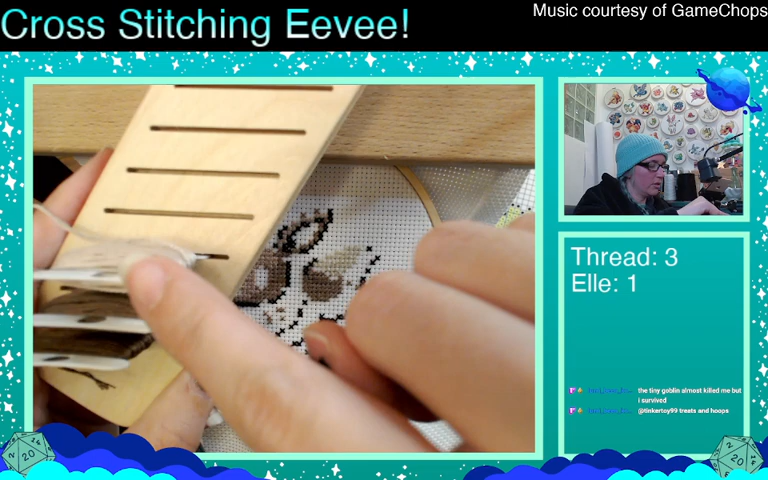 Cross Stitching Eevee!
Music courtesy of GameChops
Thread: 3
Elle: 1
the tiny goblin almost killed me but
i survived
@tinkertoy99 treats and hoops
20
20